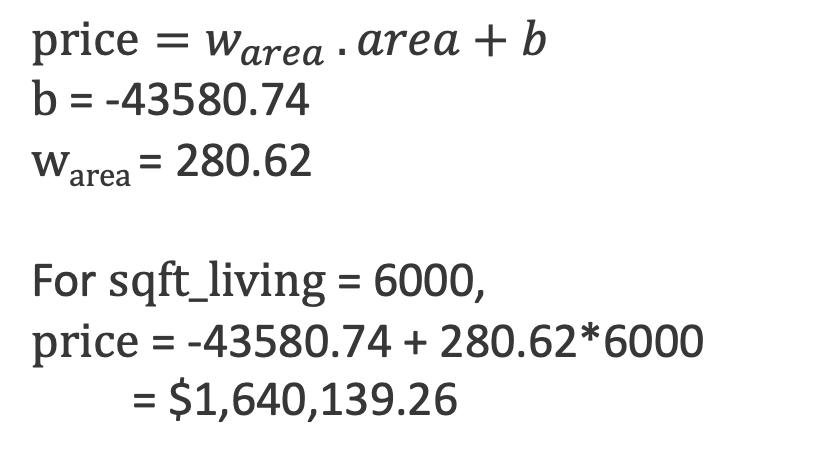 price = w_area . area + b
b = -43580.74
w_area = 280.62
For sqft_living = 6000,
price = -43580.74 + 280.62*6000
= $1,640,139.26